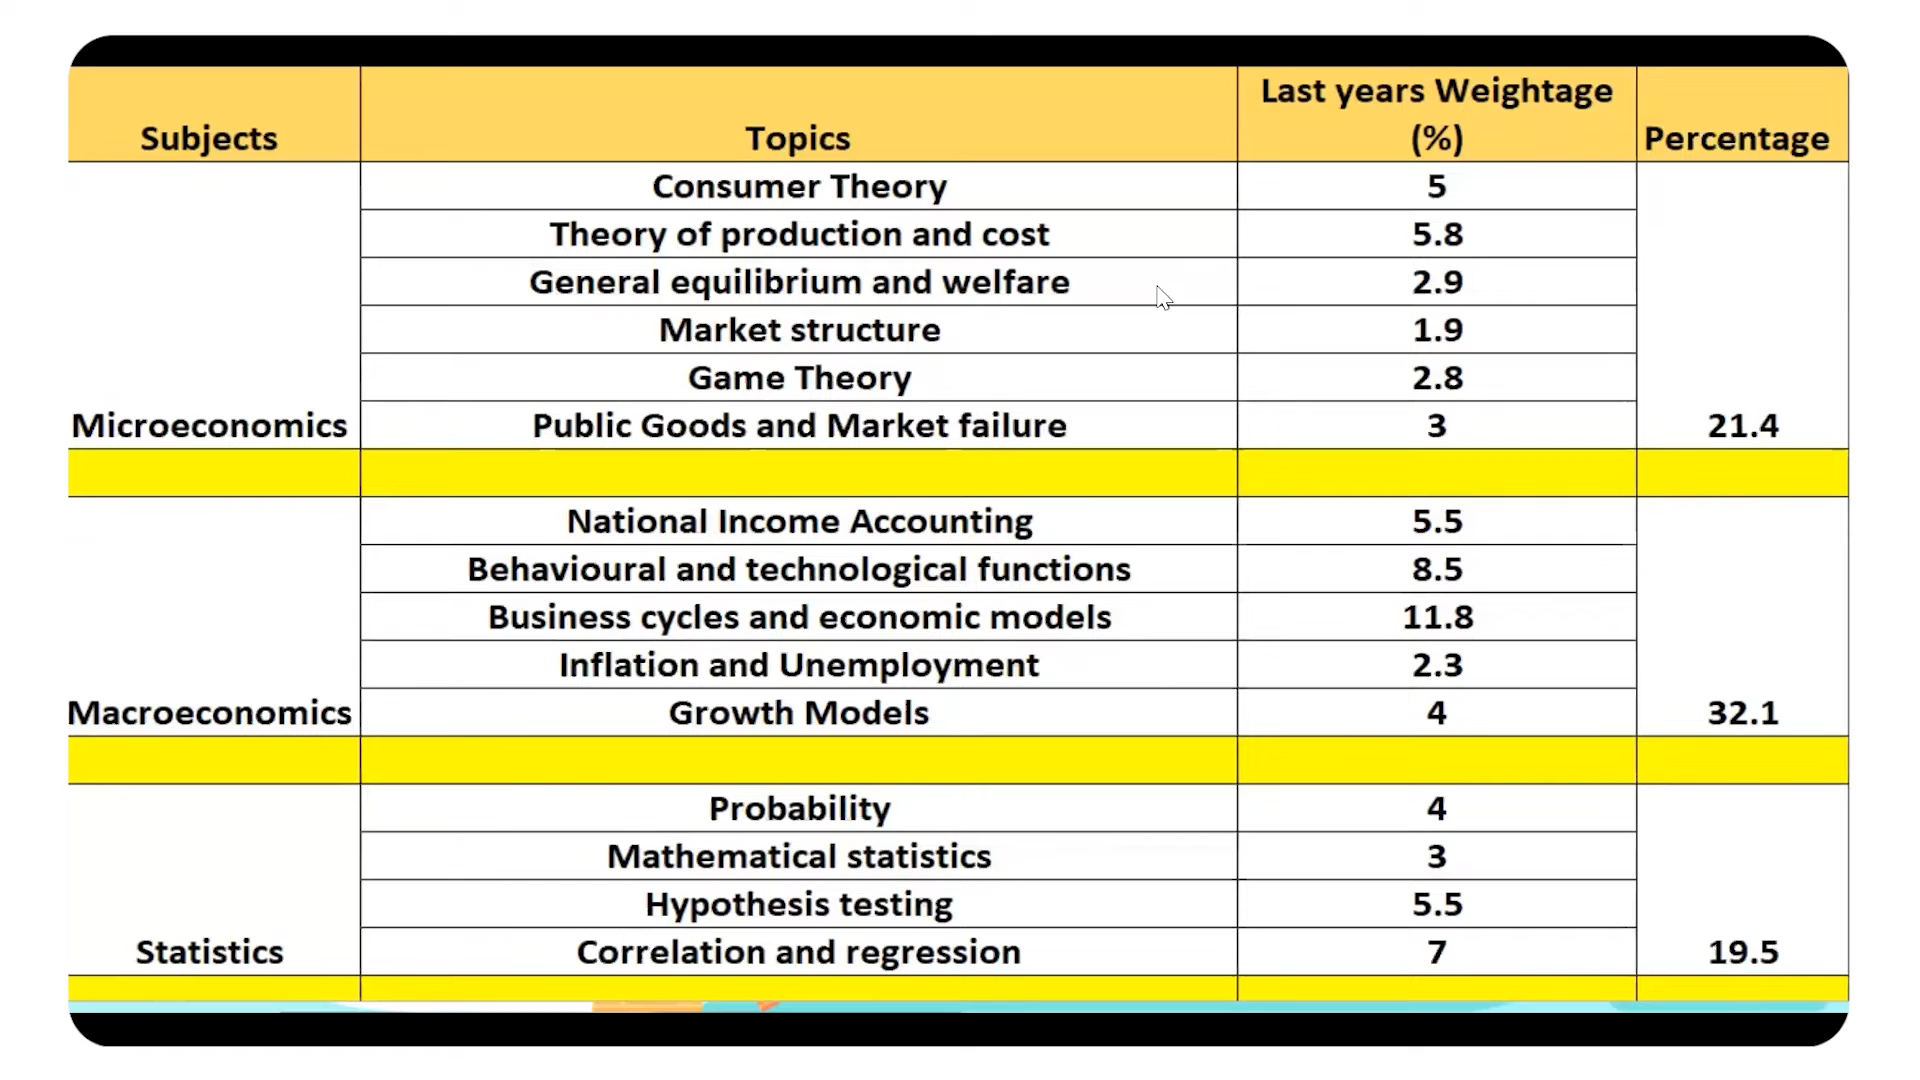 Subjects Topics Last years Weightage (%) Percentage
Consumer Theory 5
Theory of production and cost 5.8
General equilibrium and welfare 2.9
Market structure 1.9
Game Theory 2.8
Microeconomics Public Goods and Market failure 3 21.4
National Income Accounting 5.5
Behavioural and technological functions 8.5
Business cycles and economic models 11.8
Inflation and Unemployment 2.3
Macroeconomics Growth Models 4 32.1
Probability 4
Mathematical statistics 3
Hypothesis testing 5.5
Statistics Correlation and regression 7 19.5